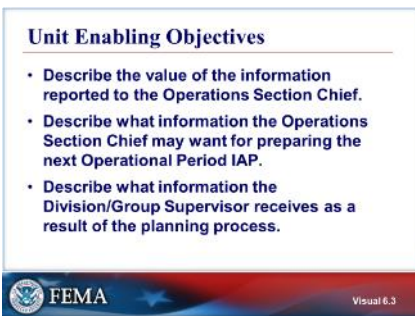 Unit Enabling Objectives
• Describe the value of the information
reported to the Operations Section Chief.
• Describe what information the Operations
Section Chief may want for preparing the
next Operational Period IAP.
• Describe what information the
Division/Group Supervisor receives as a
result of the planning process.
FEMA
Visual 6.3